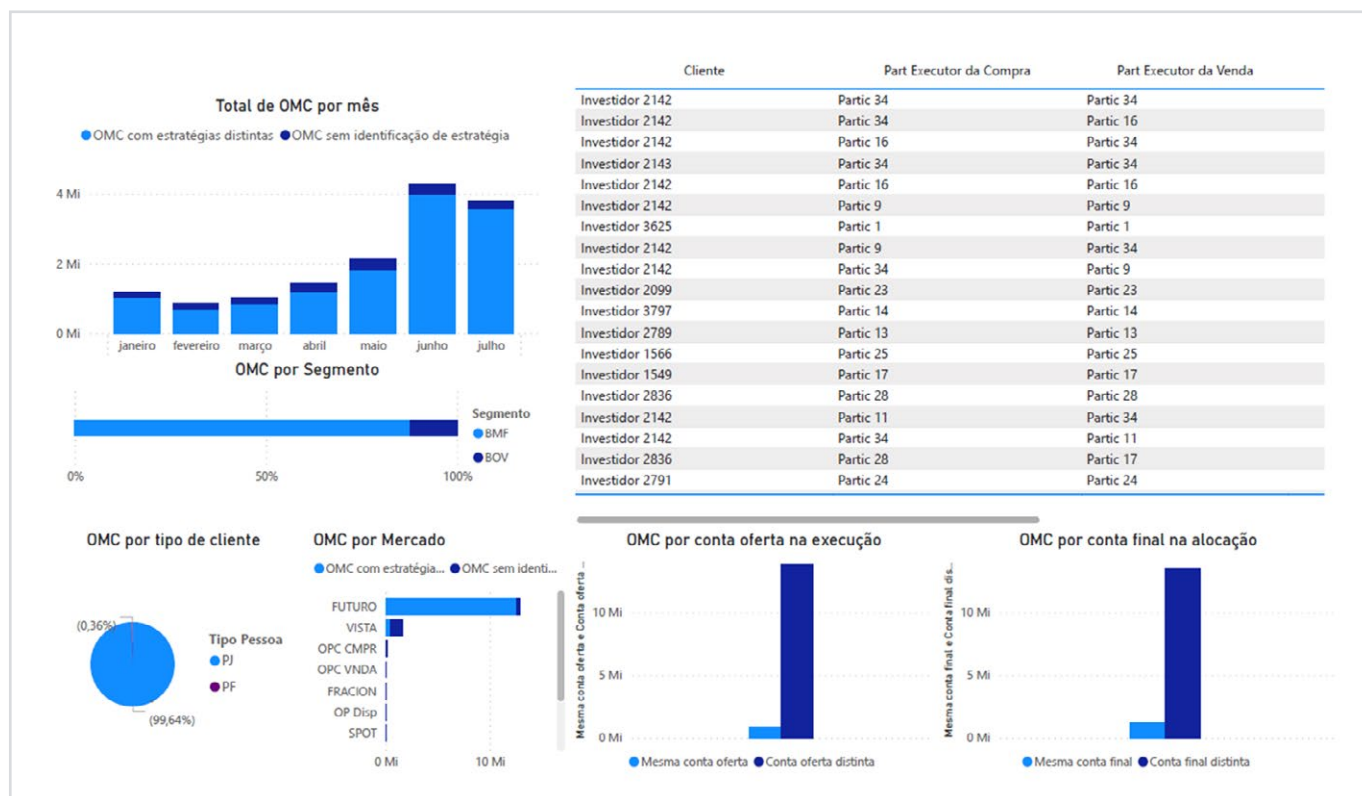 Total de OMC por mês
OMC com estratégias distintas OMC sem identificação de estratégia
4 Mi
2 Mi
0 Mi
janeiro fevereiro março abril maio junho julho
OMC por Segmento
Segmento
BMF
BOV
0% 50% 100%
Cliente Part Executor da Compra Part Executor da Venda
Investidor 2142 Partic 34 Partic 34
Investidor 2142 Partic 34 Partic 16
Investidor 2142 Partic 16 Partic 34
Investidor 2143 Partic 34 Partic 34
Investidor 2142 Partic 16 Partic 16
Investidor 2142 Partic 9 Partic 9
Investidor 3625 Partic 1 Partic 1
Investidor 2142 Partic 9 Partic 34
Investidor 2142 Partic 34 Partic 9
Investidor 2099 Partic 23 Partic 23
Investidor 3797 Partic 14 Partic 14
Investidor 2789 Partic 13 Partic 13
Investidor 1566 Partic 25 Partic 25
Investidor 1549 Partic 17 Partic 17
Investidor 2836 Partic 28 Partic 28
Investidor 2142 Partic 11 Partic 34
Investidor 2142 Partic 34 Partic 11
Investidor 2836 Partic 28 Partic 17
Investidor 2791 Partic 24 Partic 24
OMC por tipo de cliente
(0,36%)
(99,64%)
Tipo Pessoa
PJ
PF
OMC por Mercado
OMC com estratégia... OMC sem identi...
FUTURO
VISTA
OPC CMPR
OPC VNDA
FRACION
OP Disp
SPOT
0 Mi 10 Mi
OMC por conta oferta na execução
Mesma conta oferta e Conta oferta ...
10 Mi
5 Mi
0 Mi
Mesma conta oferta Conta oferta distinta
OMC por conta final na alocação
Mesma conta final e Conta final dis...
10 Mi
5 Mi
0 Mi
Mesma conta final Conta final distinta